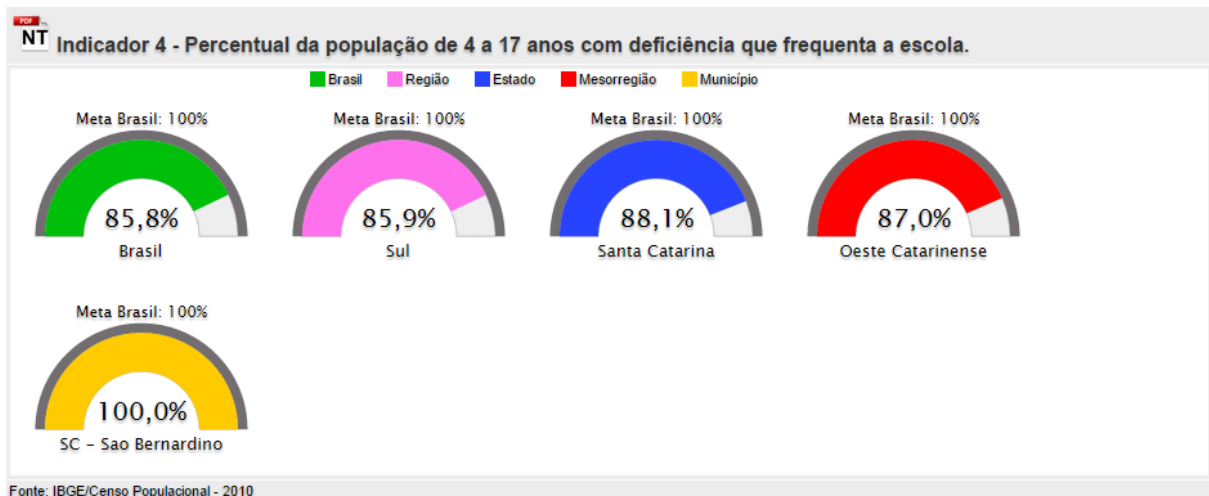 PDF
NT Indicador 4 - Percentual da população de 4 a 17 anos com deficiência que frequenta a escola.
Brasil Região Estado Mesorregião Município
Meta Brasil: 100% Meta Brasil: 100% Meta Brasil: 100% Meta Brasil: 100%
85,8% 85,9% 88,1% 87,0%
Brasil Sul Santa Catarina Oeste Catarinense
Meta Brasil: 100%
100,0%
SC - Sao Bernardino
Fonte: IBGE/Censo Populacional - 2010